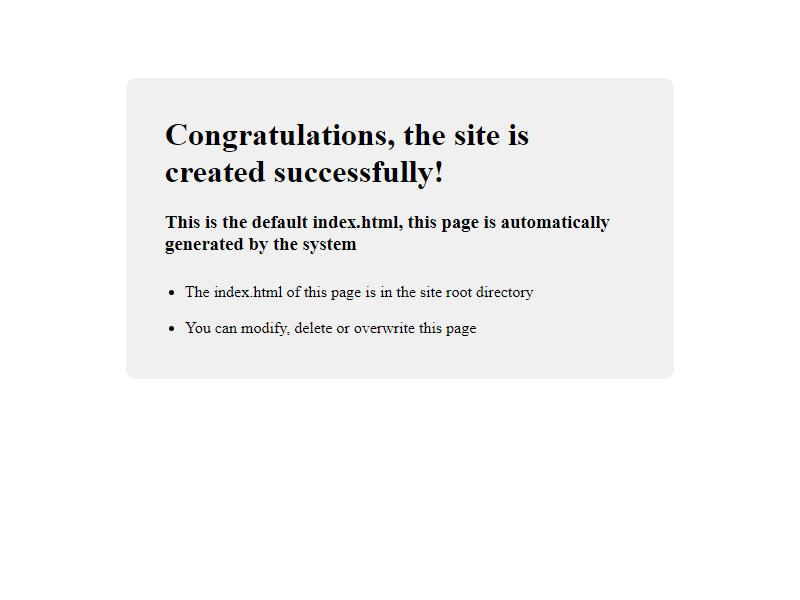 Congratulations, the site is
created successfully!
This is the default index.html, this page is automatically
generated by the system
The index.html of this page is in the site root directory
You can modify, delete or overwrite this page